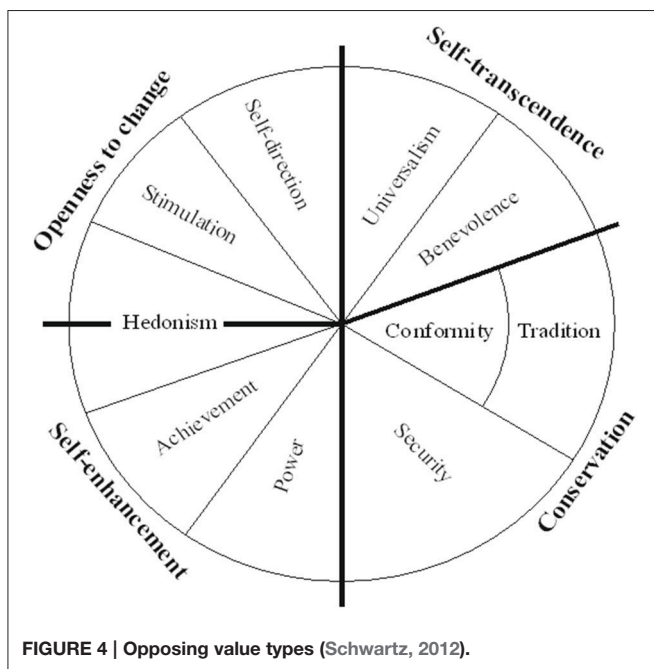 Openness to change
Self-transcendence
Self-direction
Universalism
Stimulation
Benevolence
Hedonism
Conformity
Tradition
Achievement
Power
Security
Self-enhancement
Conservation
FIGURE 4 | Opposing value types (Schwartz, 2012).